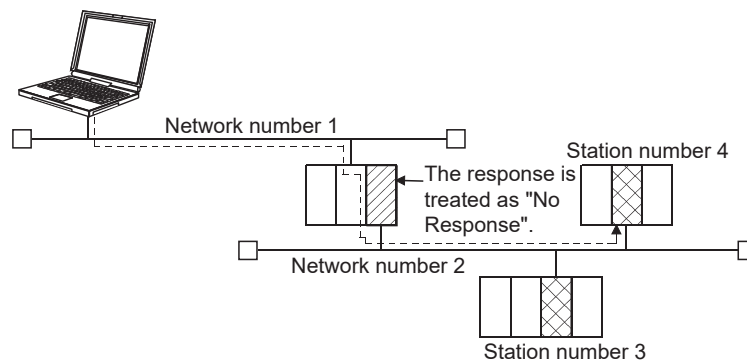 Network number 1
Station number 4
The response is
treated as "No
Response".
Network number 2
Station number 3